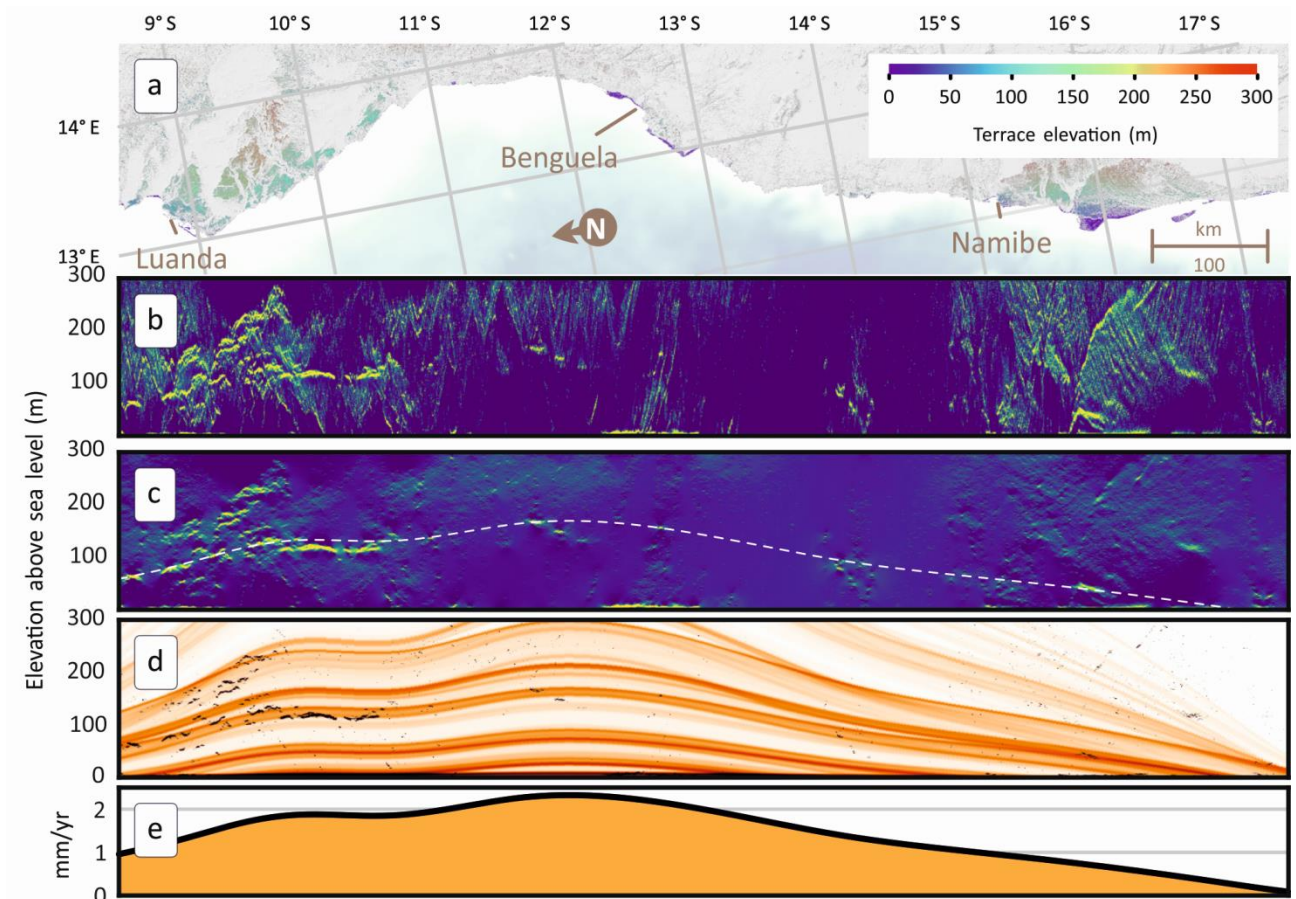 9° S 10° S 11° S 12° S 13° S 14° S 15° S 16° S 17° S
a
0 50 100 150 200 250 300
Terrace elevation (m)
14° E
Benguela
N
Luanda
Namibe
km
100
13° E
300
b
200
100
300
c
200
100
Elevation above sea level (m)
300
d
200
100
0
e
2
1
0
mm/yr